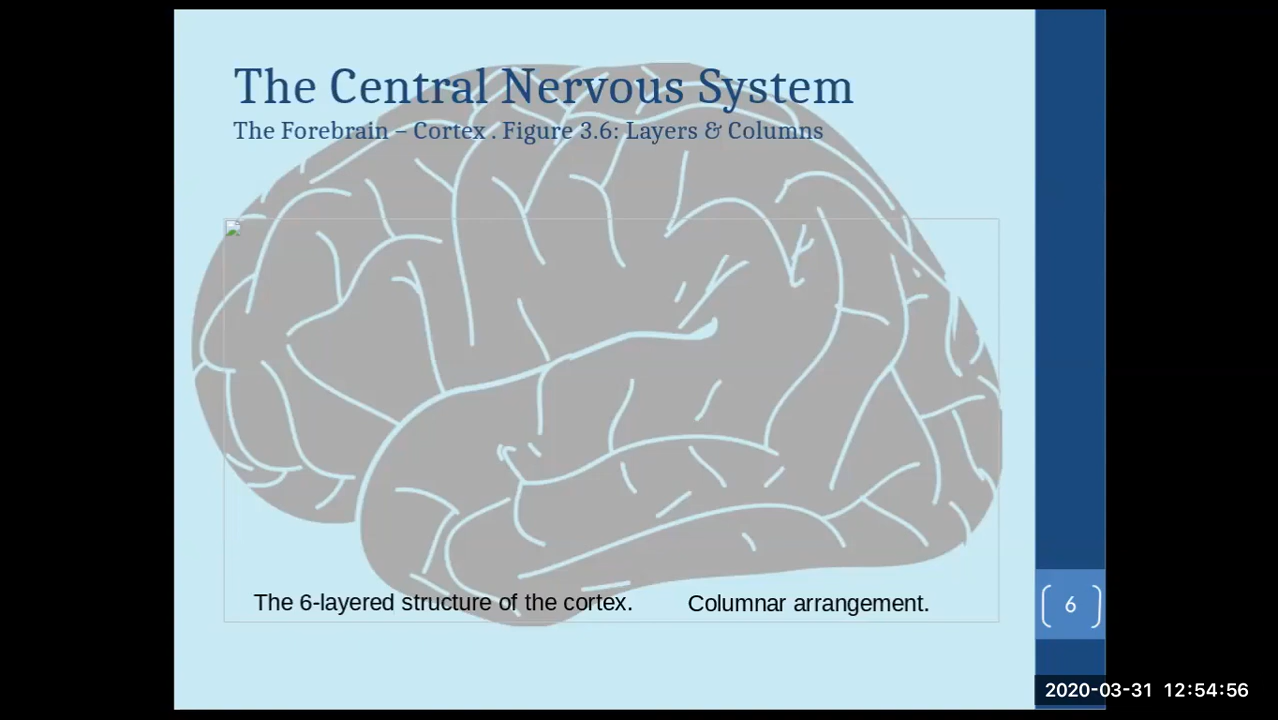 The Central Nervous System
The Forebrain – Cortex . Figure 3.6: Layers & Columns
The 6-layered structure of the cortex. Columnar arrangement.
6
2020-03-31 12:54:56